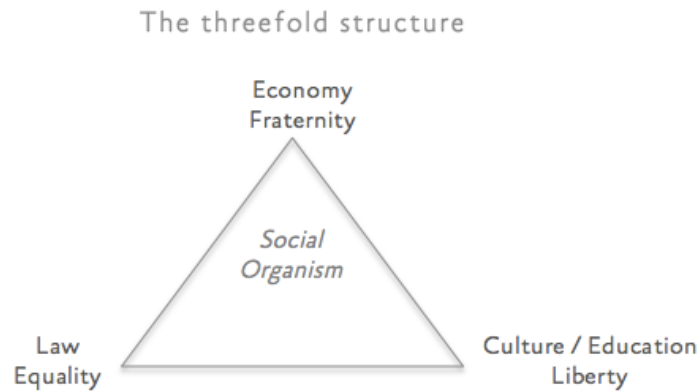 The threefold structure
Economy
Fraternity
Social
Organism
Law
Equality
Culture / Education
Liberty